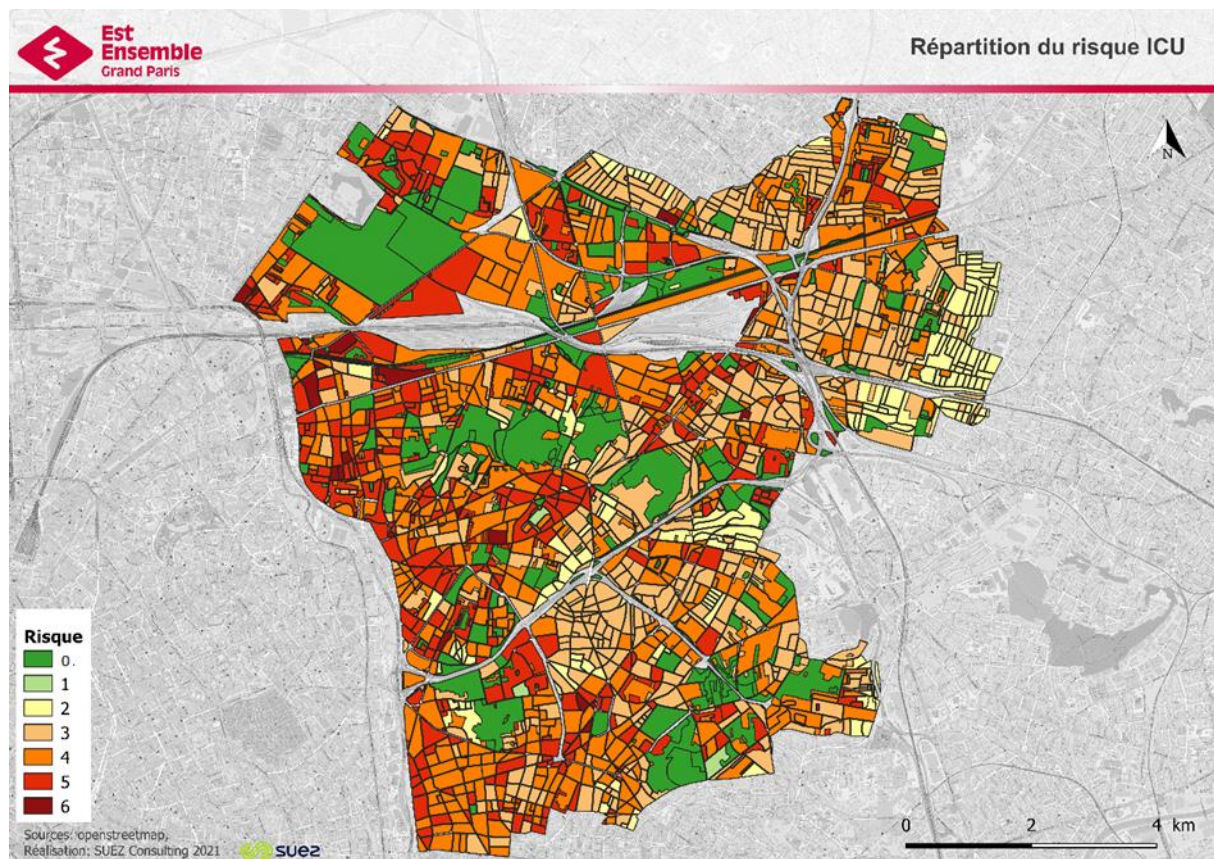 Est
Ensemble
Grand Paris
Répartition du risque ICU
N
Risque
0.
1
2
3
4
5
6
0 2 4 km
Sources: openstreetmap,
Réalisation: SUEZ Consulting 2021
suez